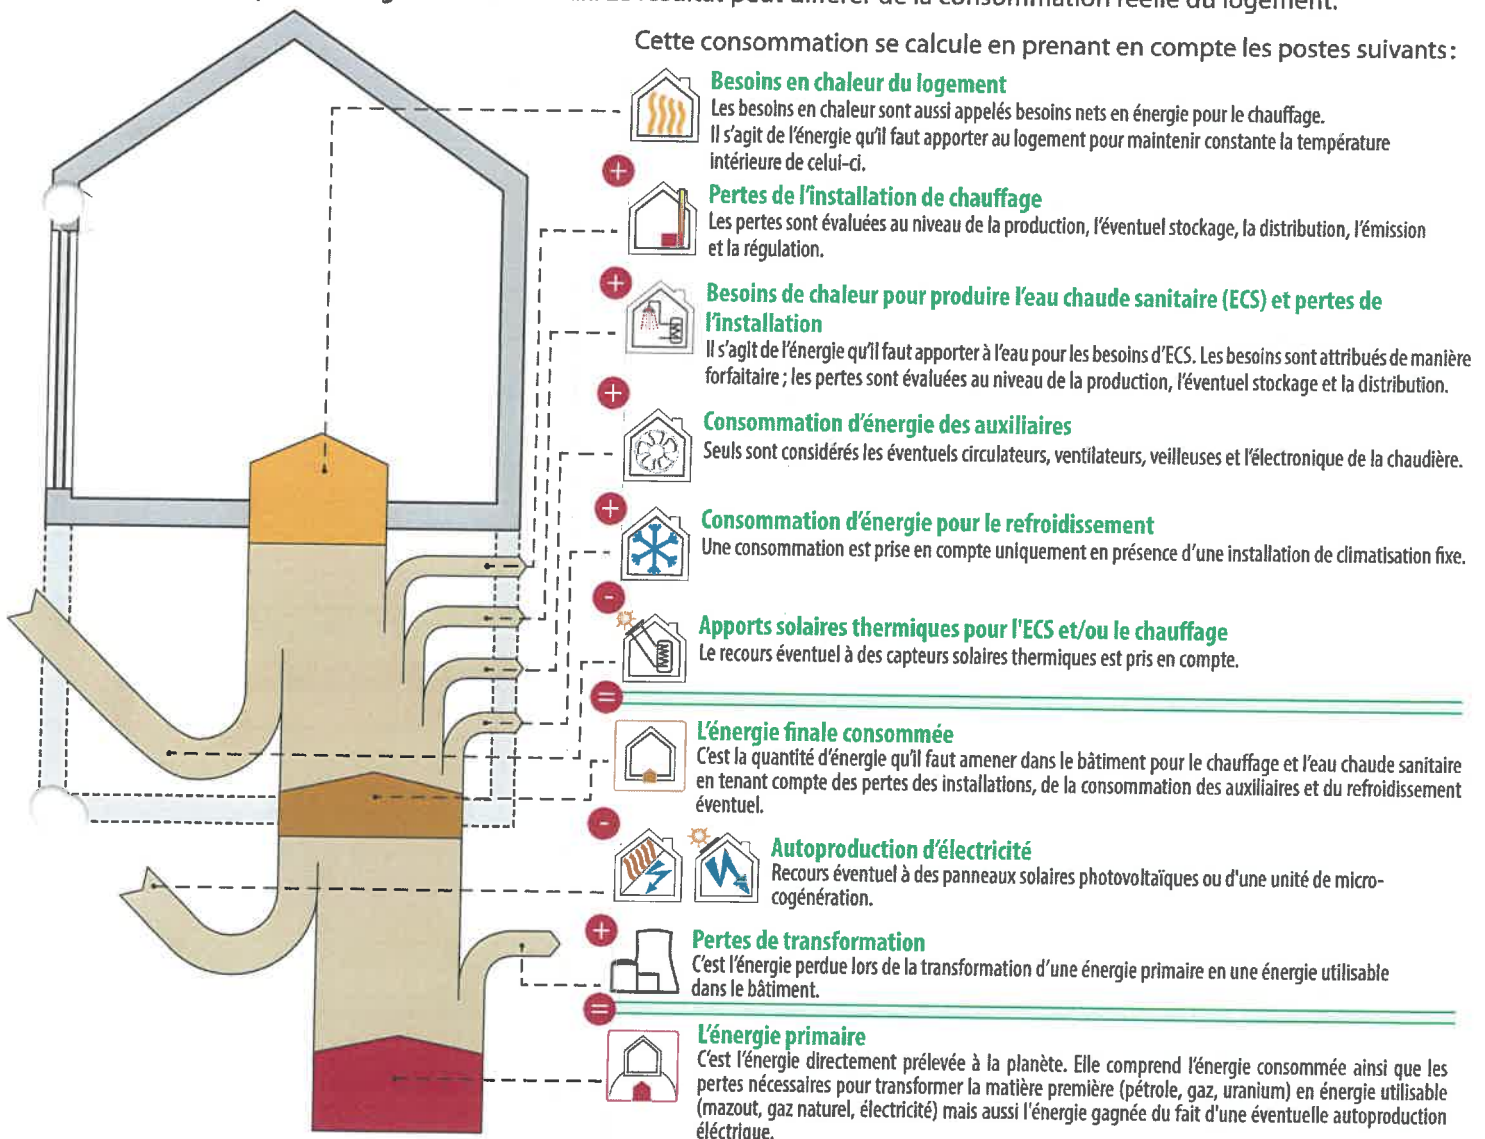 résultat peut différer de la consommation réelle du logement.
Cette consommation se calcule en prenant en compte les postes suivants :
Besoins en chaleur du logement
Les besoins en chaleur sont aussi appelés besoins nets en énergie pour le chauffage.
Il s'agit de l'énergie qu'il faut apporter au logement pour maintenir constante la température
intérieure de celui-ci.
+
Pertes de l'installation de chauffage
Les pertes sont évaluées au niveau de la production, l'éventuel stockage, la distribution, l'émission
et la régulation.
+
Besoins de chaleur pour produire l'eau chaude sanitaire (ECS) et pertes de
l'installation
Il s'agit de l'énergie qu'il faut apporter à l'eau pour les besoins d'ECS. Les besoins sont attribués de manière
forfaitaire ; les pertes sont évaluées au niveau de la production, l'éventuel stockage et la distribution.
+
Consommation d'énergie des auxiliaires
Seuls sont considérés les éventuels circulateurs, ventilateurs, veilleuses et l'électronique de la chaudière.
+
Consommation d'énergie pour le refroidissement
Une consommation est prise en compte uniquement en présence d'une installation de climatisation fixe.
-
Apports solaires thermiques pour l'ECS et/ou le chauffage
Le recours éventuel à des capteurs solaires thermiques est pris en compte.
=
L'énergie finale consommée
C'est la quantité d'énergie qu'il faut amener dans le bâtiment pour le chauffage et l'eau chaude sanitaire
en tenant compte des pertes des installations, de la consommation des auxiliaires et du refroidissement
éventuel.
-
Autoproduction d'électricité
Recours éventuel à des panneaux solaires photovoltaïques ou d'une unité de micro-
cogénération.
+
Pertes de transformation
C'est l'énergie perdue lors de la transformation d'une énergie primaire en une énergie utilisable
dans le bâtiment.
=
L'énergie primaire
C'est l'énergie directement prélevée à la planète. Elle comprend l'énergie consommée ainsi que les
pertes nécessaires pour transformer la matière première (pétrole, gaz, uranium) en énergie utilisable
(mazout, gaz naturel, électricité) mais aussi l'énergie gagnée du fait d'une éventuelle autoproduction
éléctrique.